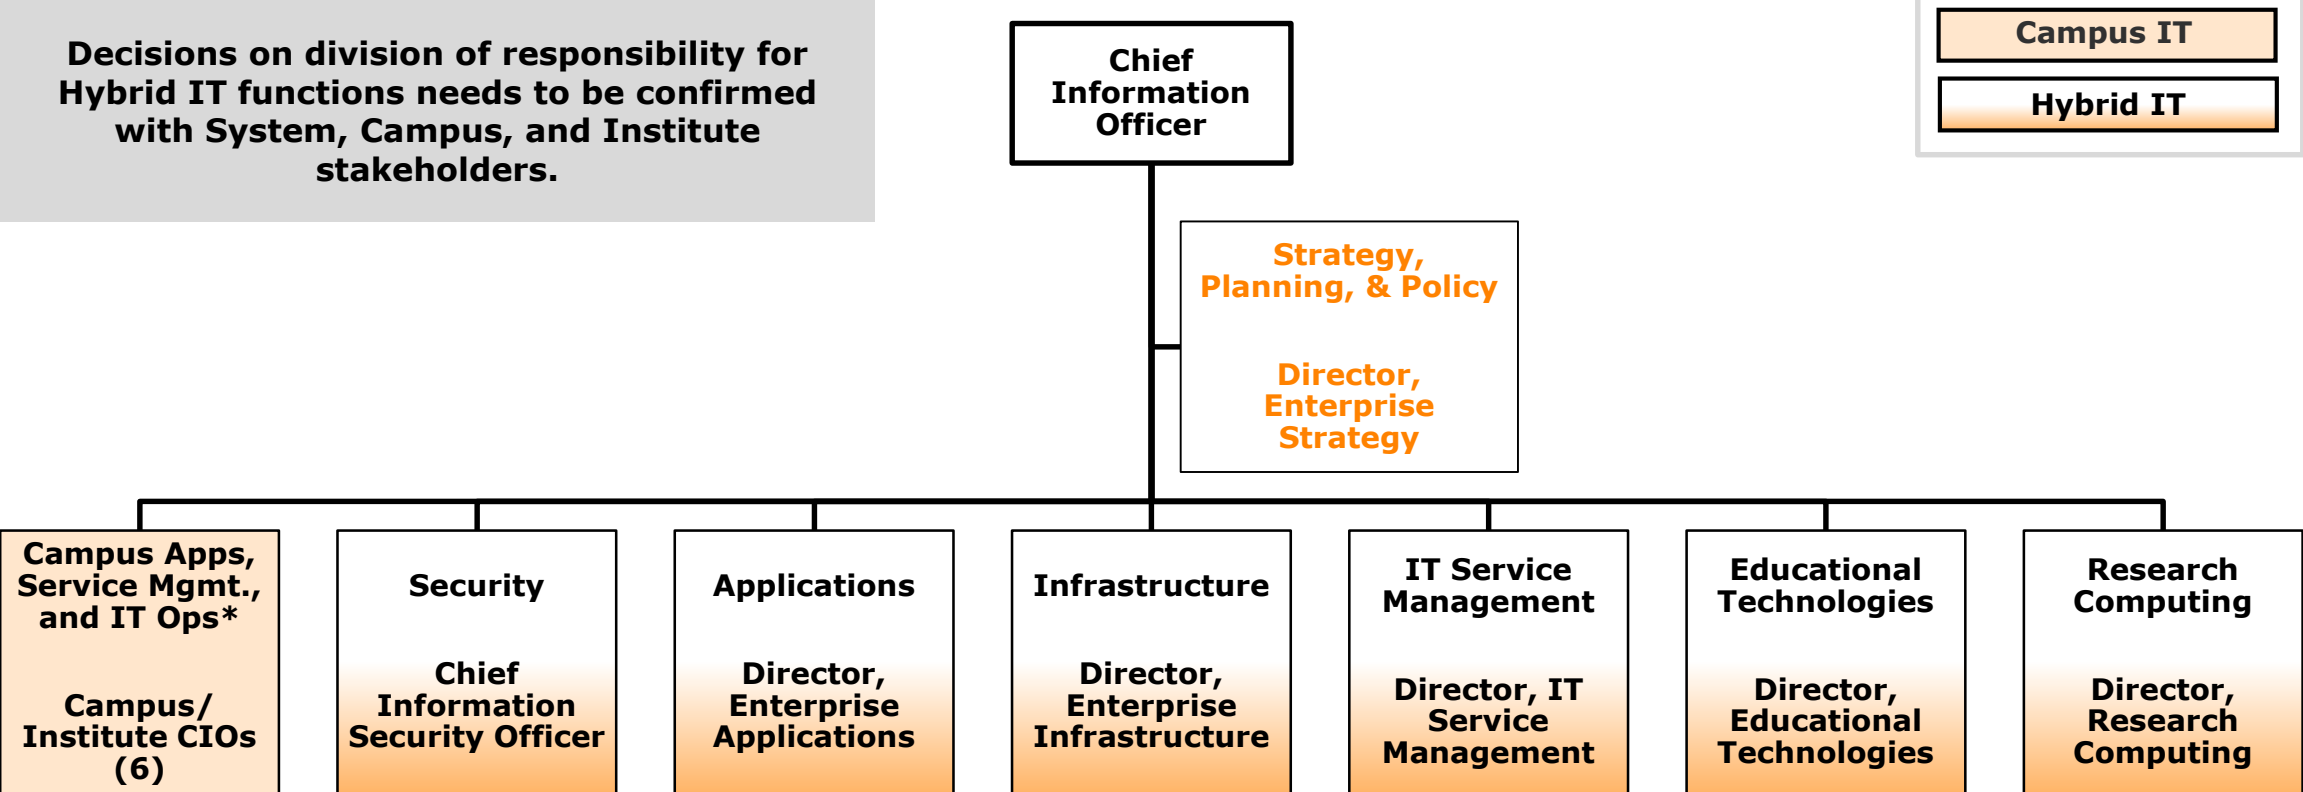 Decisions on division of responsibility for
Hybrid IT functions needs to be confirmed
with System, Campus, and Institute
stakeholders.
Chief
Information
Officer
Campus IT
Hybrid IT
Strategy,
Planning, & Policy
Director,
Enterprise
Strategy
Campus Apps,
Service Mgmt.,
and IT Ops*
Campus/
Institute CIOs
(6)
Security
Chief
Information
Security Officer
Applications
Director,
Enterprise
Applications
Infrastructure
Director,
Enterprise
Infrastructure
IT Service
Management
Director, IT
Service
Management
Educational
Technologies
Director,
Educational
Technologies
Research
Computing
Director,
Research
Computing